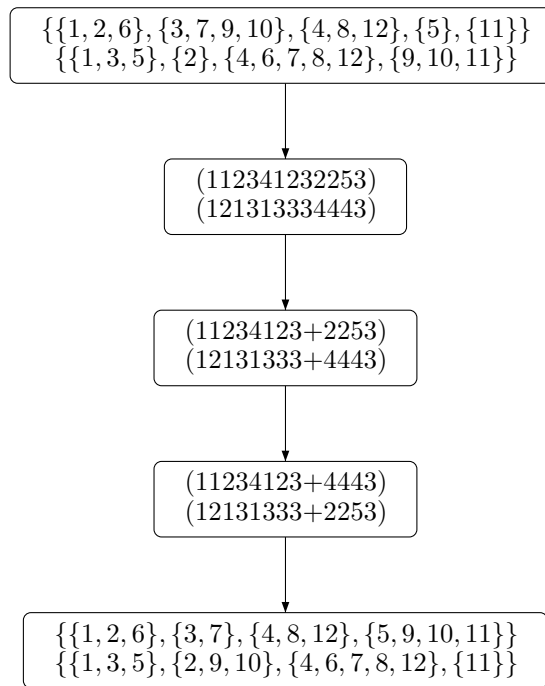 {{1, 2, 6}, {3, 7, 9, 10}, {4, 8, 12}, {5}, {11}}
{{1, 3, 5}, {2}, {4, 6, 7, 8, 12}, {9, 10, 11}}
(112341232253)
(121313334443)
(11234123+2253)
(12131333+4443)
(11234123+4443)
(12131333+2253)
{{1, 2, 6}, {3, 7}, {4, 8, 12}, {5, 9, 10, 11}}
{{1, 3, 5}, {2, 9, 10}, {4, 6, 7, 8, 12}, {11}}